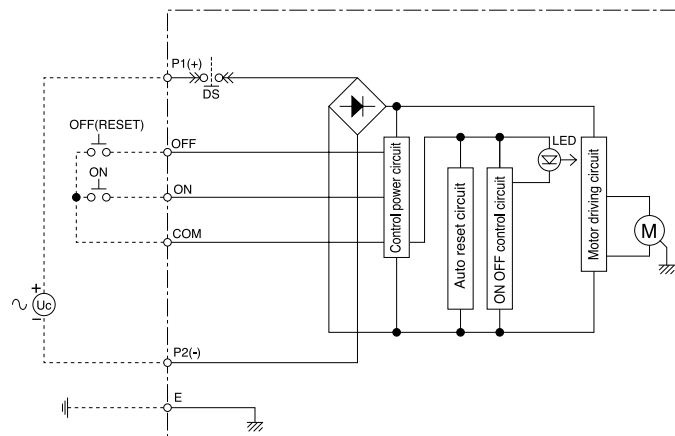 P1(+)
DS
OFF(RESET)
OFF
ON
ON
COM
LED
Control power circuit
Auto reset circuit
ON OFF control circuit
Motor driving circuit
M
+
Uc
−
P2(-)
E